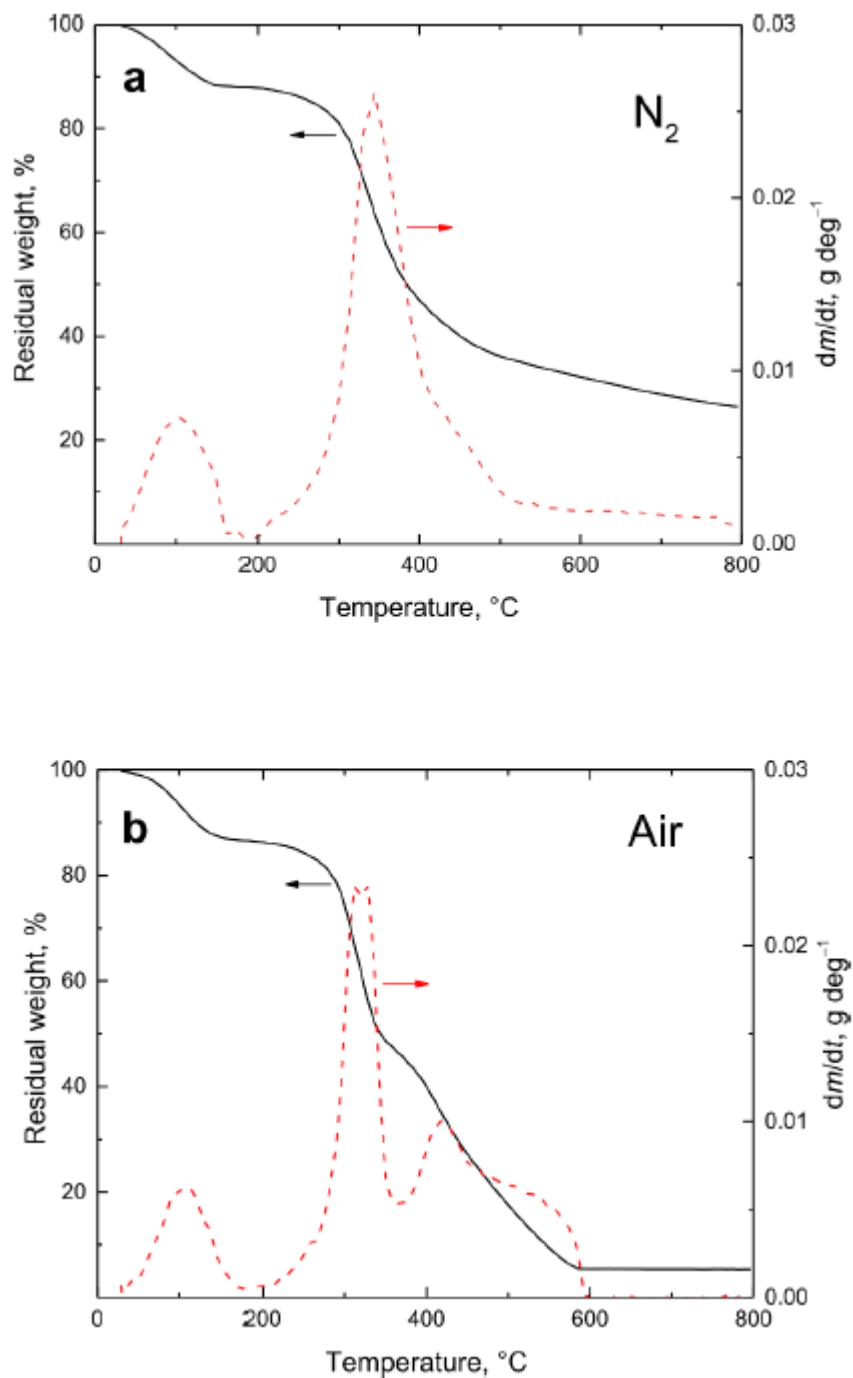 a
N₂
100
80
60
40
20
0.03
0.02
0.01
0.00
0
200
400
600
800
Residual weight, %
dm/dt, g deg⁻¹
Temperature, °C
b
Air
100
80
60
40
20
0.03
0.02
0.01
0.00
0
200
400
600
800
Residual weight, %
dm/dt, g deg⁻¹
Temperature, °C